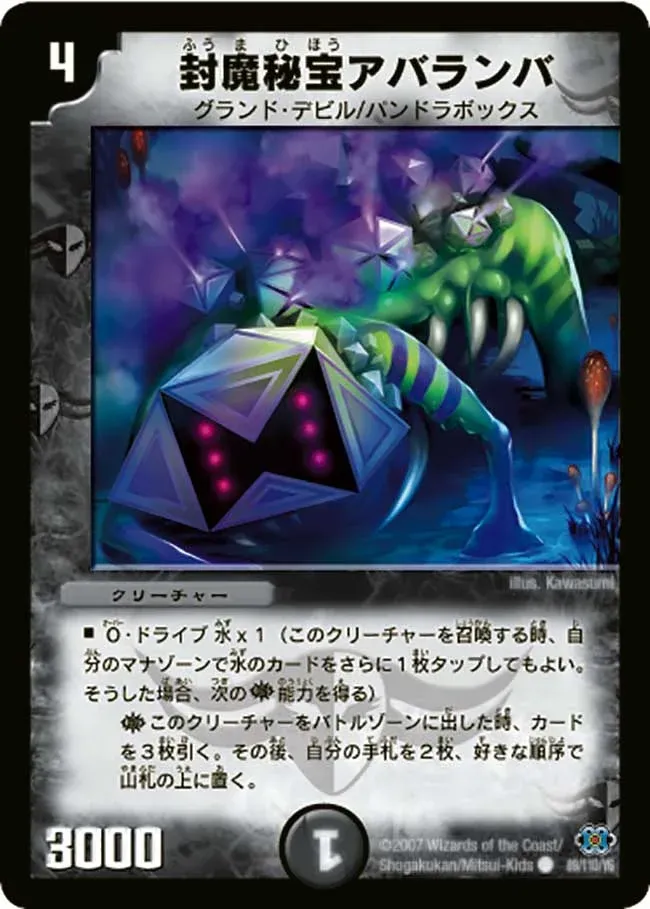 4
ふうまひほう
封魔秘宝アバランバ
グランド・デビル/パンドラボックス
illus. Kawasumi
クリーチャー
■ O・ドライブ 水 x 1 (このクリーチャーを召喚する時、自
分のマナゾーンで水のカードをさらに1枚タップしてもよい。
そうした場合、次の能力を得る)
このクリーチャーをバトルゾーンに出した時、カード
を3枚引く。その後、自分の手札を2枚、好きな順序で
山札の上に置く。
3000
1
©2007 Wizards of the Coast/
Shogakukan/Mitsui-Kids